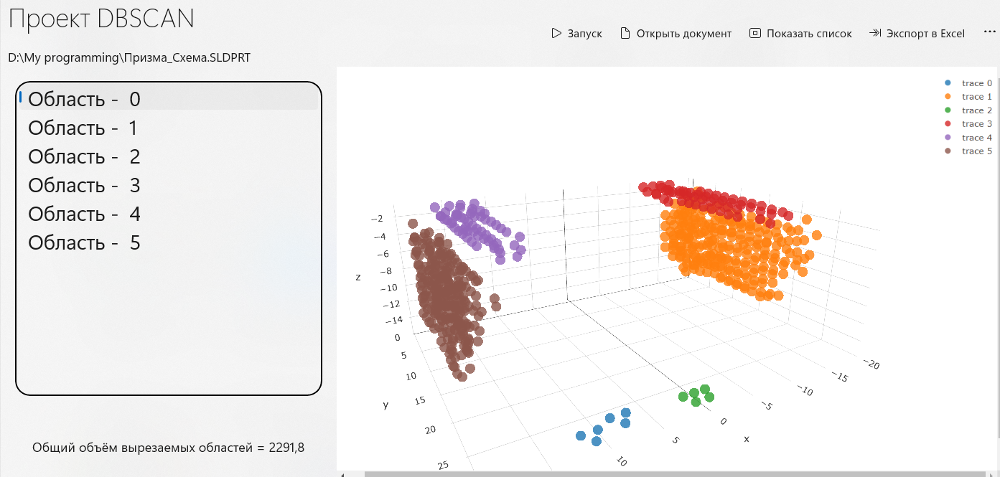 Проект DBSCAN
Запуск
Открыть документ
Показать список
Экспорт в Excel
...
D:\My programming\Призма_Схема.SLDPRT
Область - 0
Область - 1
Область - 2
Область - 3
Область - 4
Область - 5
Общий объём вырезаемых областей = 2291,8
trace 0
trace 1
trace 2
trace 3
trace 4
trace 5
−2
−4
−6
z
−8
−10
−12
−14
0
5
10
15
y
20
25
−20
−15
−10
−5
0
x
5
10